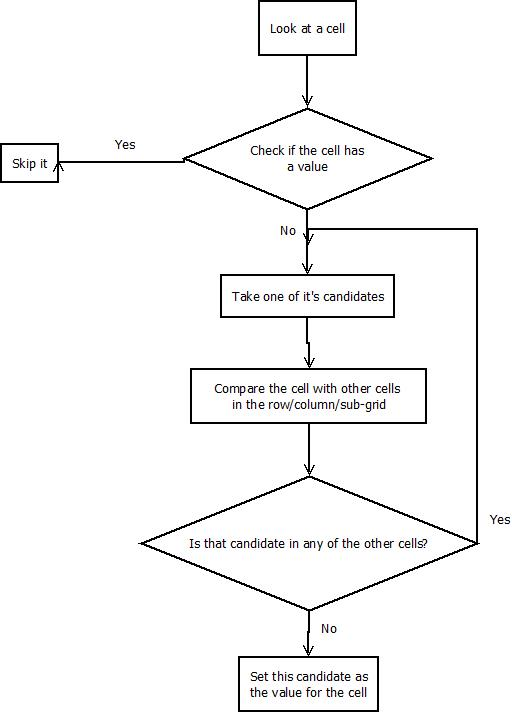 Look at a cell
Check if the cell has
a value
Yes
Skip it
No
Take one of it's candidates
Compare the cell with other cells
in the row/column/sub-grid
Is that candidate in any of the other cells?
Yes
No
Set this candidate as
the value for the cell